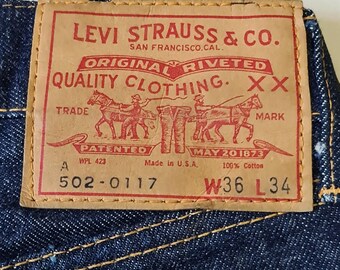 LEVI STRAUSS & CO.
SAN FRANCISCO, CAL.
ORIGINAL RIVETED
QUALITY CLOTHING. XX
TRADE MARK
PATENTED MAY 20 1873
A WPL 423 Made in U.S.A. 100% Cotton
502-0117 W36 L34